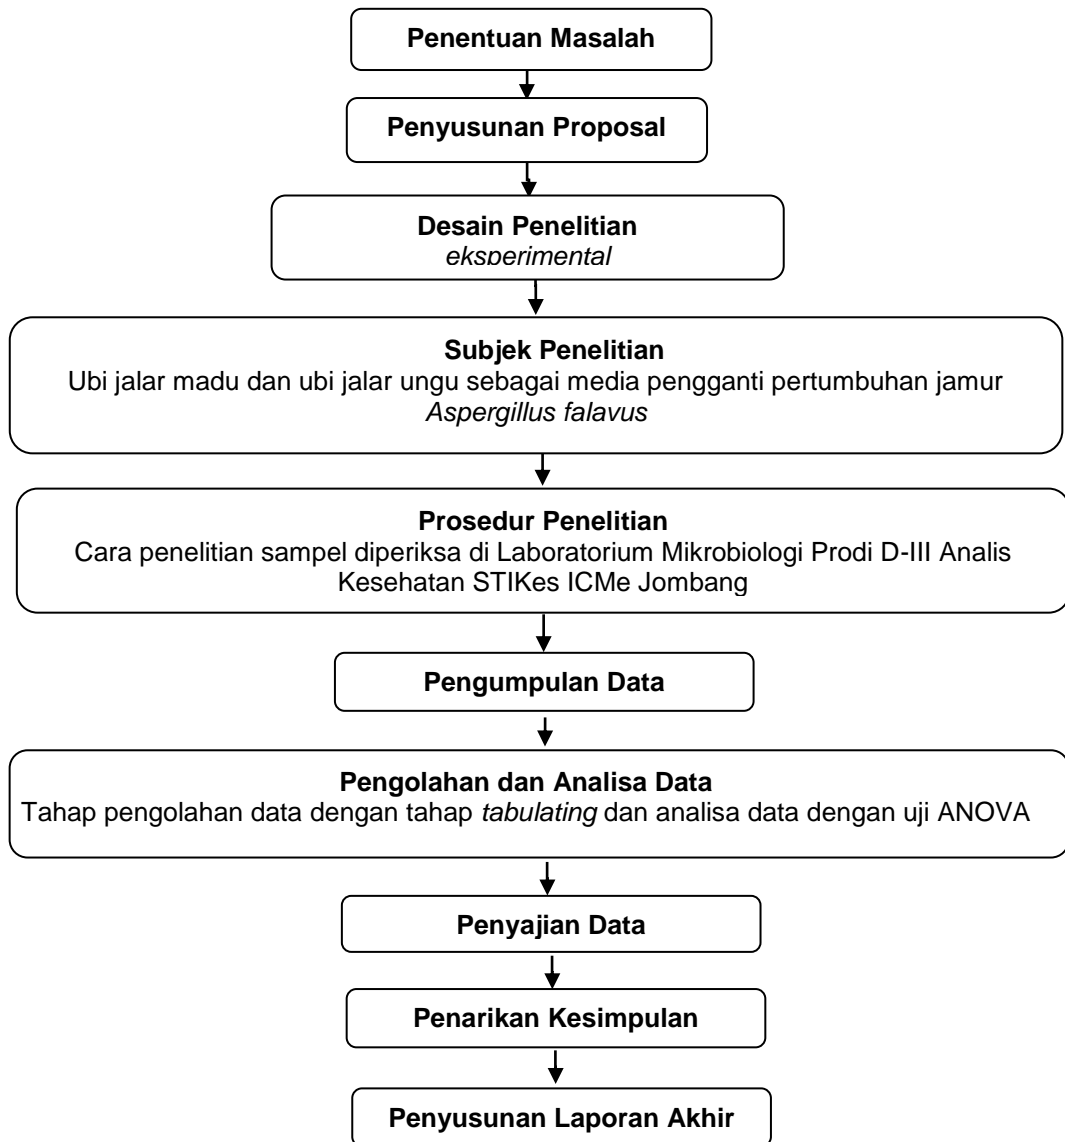 Penentuan Masalah
Penyusunan Proposal
Desain Penelitian
eksperimental
Subjek Penelitian
Ubi jalar madu dan ubi jalar ungu sebagai media pengganti pertumbuhan jamur
Aspergillus falavus
Prosedur Penelitian
Cara penelitian sampel diperiksa di Laboratorium Mikrobiologi Prodi D-III Analis
Kesehatan STIKes ICMe Jombang
Pengumpulan Data
Pengolahan dan Analisa Data
Tahap pengolahan data dengan tahap tabulating dan analisa data dengan uji ANOVA
Penyajian Data
Penarikan Kesimpulan
Penyusunan Laporan Akhir